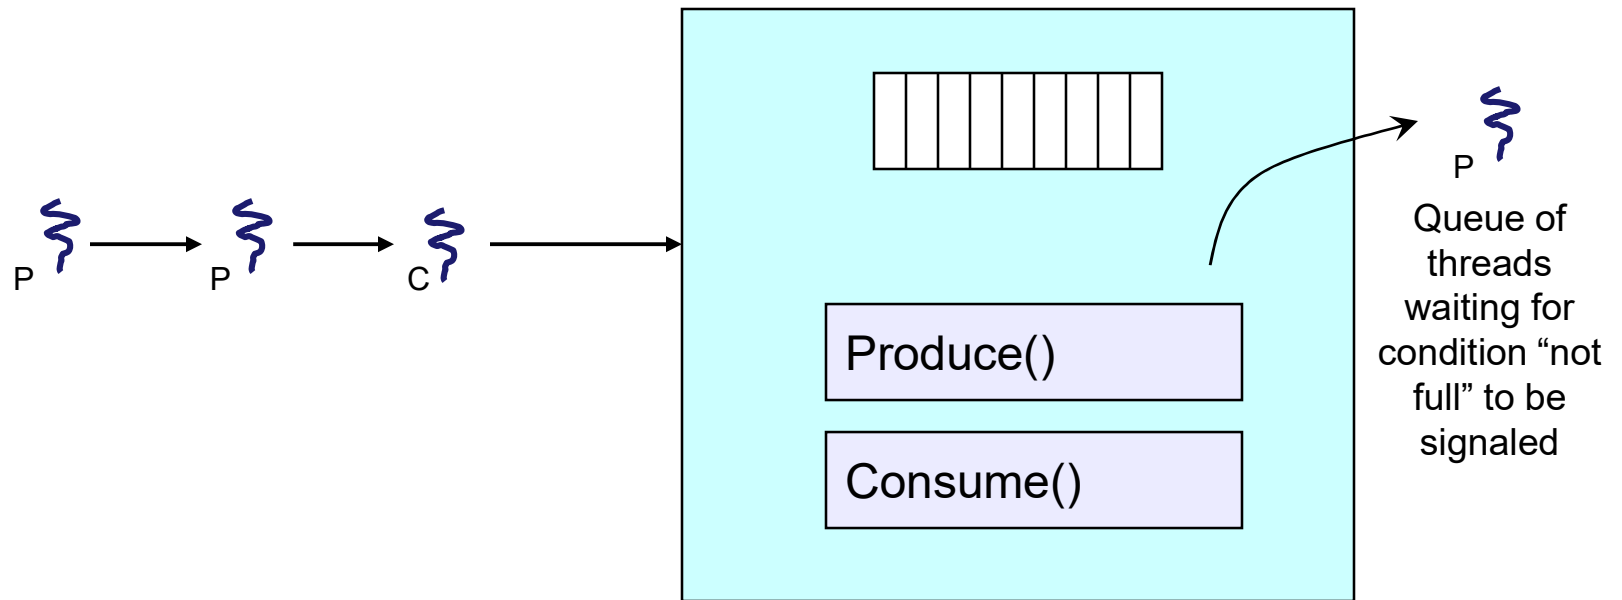 P
P
C
Produce()
Consume()
P
Queue of
threads
waiting for
condition “not
full” to be
signaled